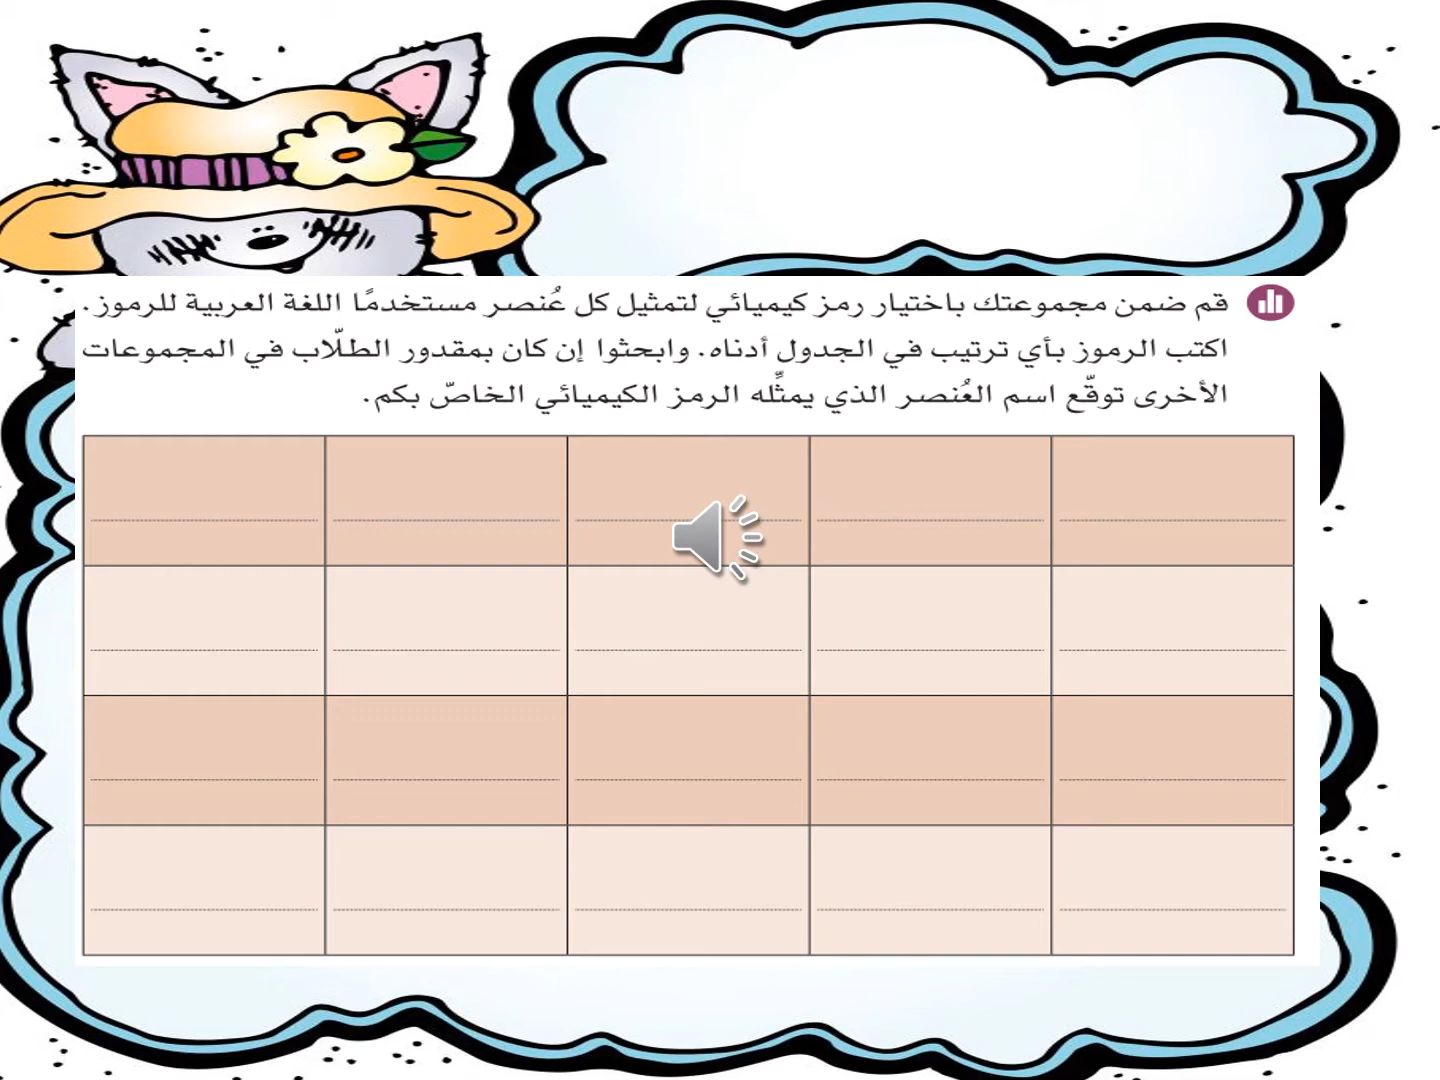 قم ضمن مجموعتك باختيار رمز كيميائي لتمثيل كل عُنصر مستخدمًا اللغة العربية للرموز.
اكتب الرموز بأي ترتيب في الجدول أدناه. وابحثوا إن كان بمقدور الطلّاب في المجموعات
الأخرى توقّع اسم العُنصر الذي يمثِّله الرمز الكيميائي الخاصّ بكم.